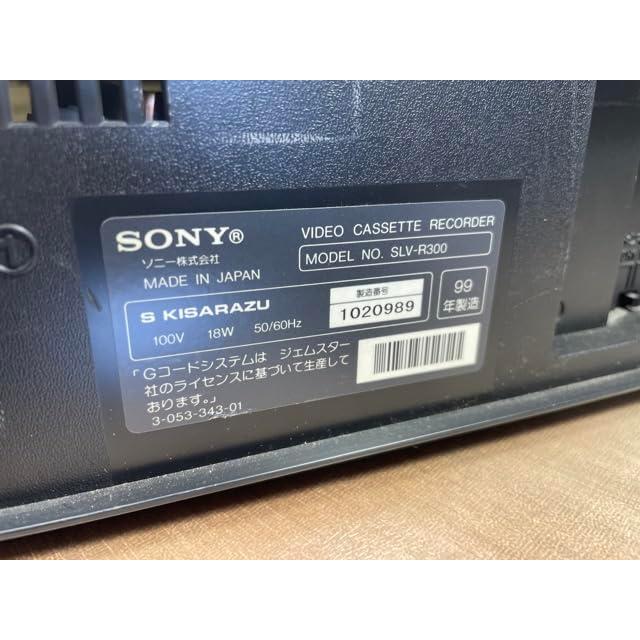 SONY®
ソニー株式会社
MADE IN JAPAN
VIDEO CASSETTE RECORDER
MODEL NO. SLV-R300
S KISARAZU
100V 18W 50/60Hz
製造番号
1020989
99
年製造
「Gコードシステムは ジェムスター
社のライセンスに基づいて生産して
おります。」
3-053-343-01